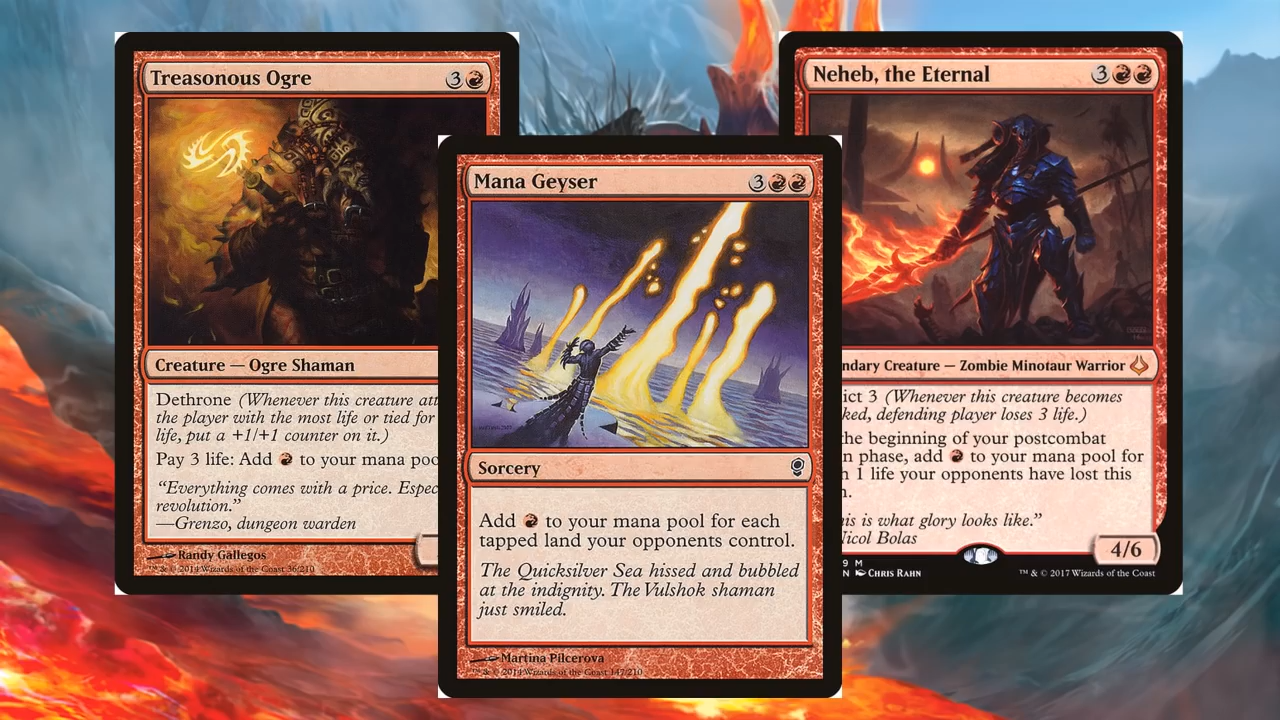 Treasonous Ogre 3
Creature — Ogre Shaman
Dethrone (Whenever this creature att
the player with the most life or tied for
life, put a +1/+1 counter on it.)
Pay 3 life: Add to your mana poo
“Everything comes with a price. Espec
revolution.”
—Grenzo, dungeon warden
Randy Gallegos
™ & © 2014 Wizards of the Coast 36/210
Mana Geyser 3
Sorcery
Add to your mana pool for each
tapped land your opponents control.
The Quicksilver Sea hissed and bubbled
at the indignity. The Vulshok shaman
just smiled.
Martina Pilcerova
™ & © 2014 Wizards of the Coast 147/210
Neheb, the Eternal 3
ndary Creature — Zombie Minotaur Warrior
ict 3 (Whenever this creature becomes
ked, defending player loses 3 life.)
the beginning of your postcombat
n phase, add to your mana pool for
h 1 life your opponents have lost this
n.
is is what glory looks like.”
Nicol Bolas
4/6
9 M
N Chris Rahn ™ & © 2017 Wizards of the Coast